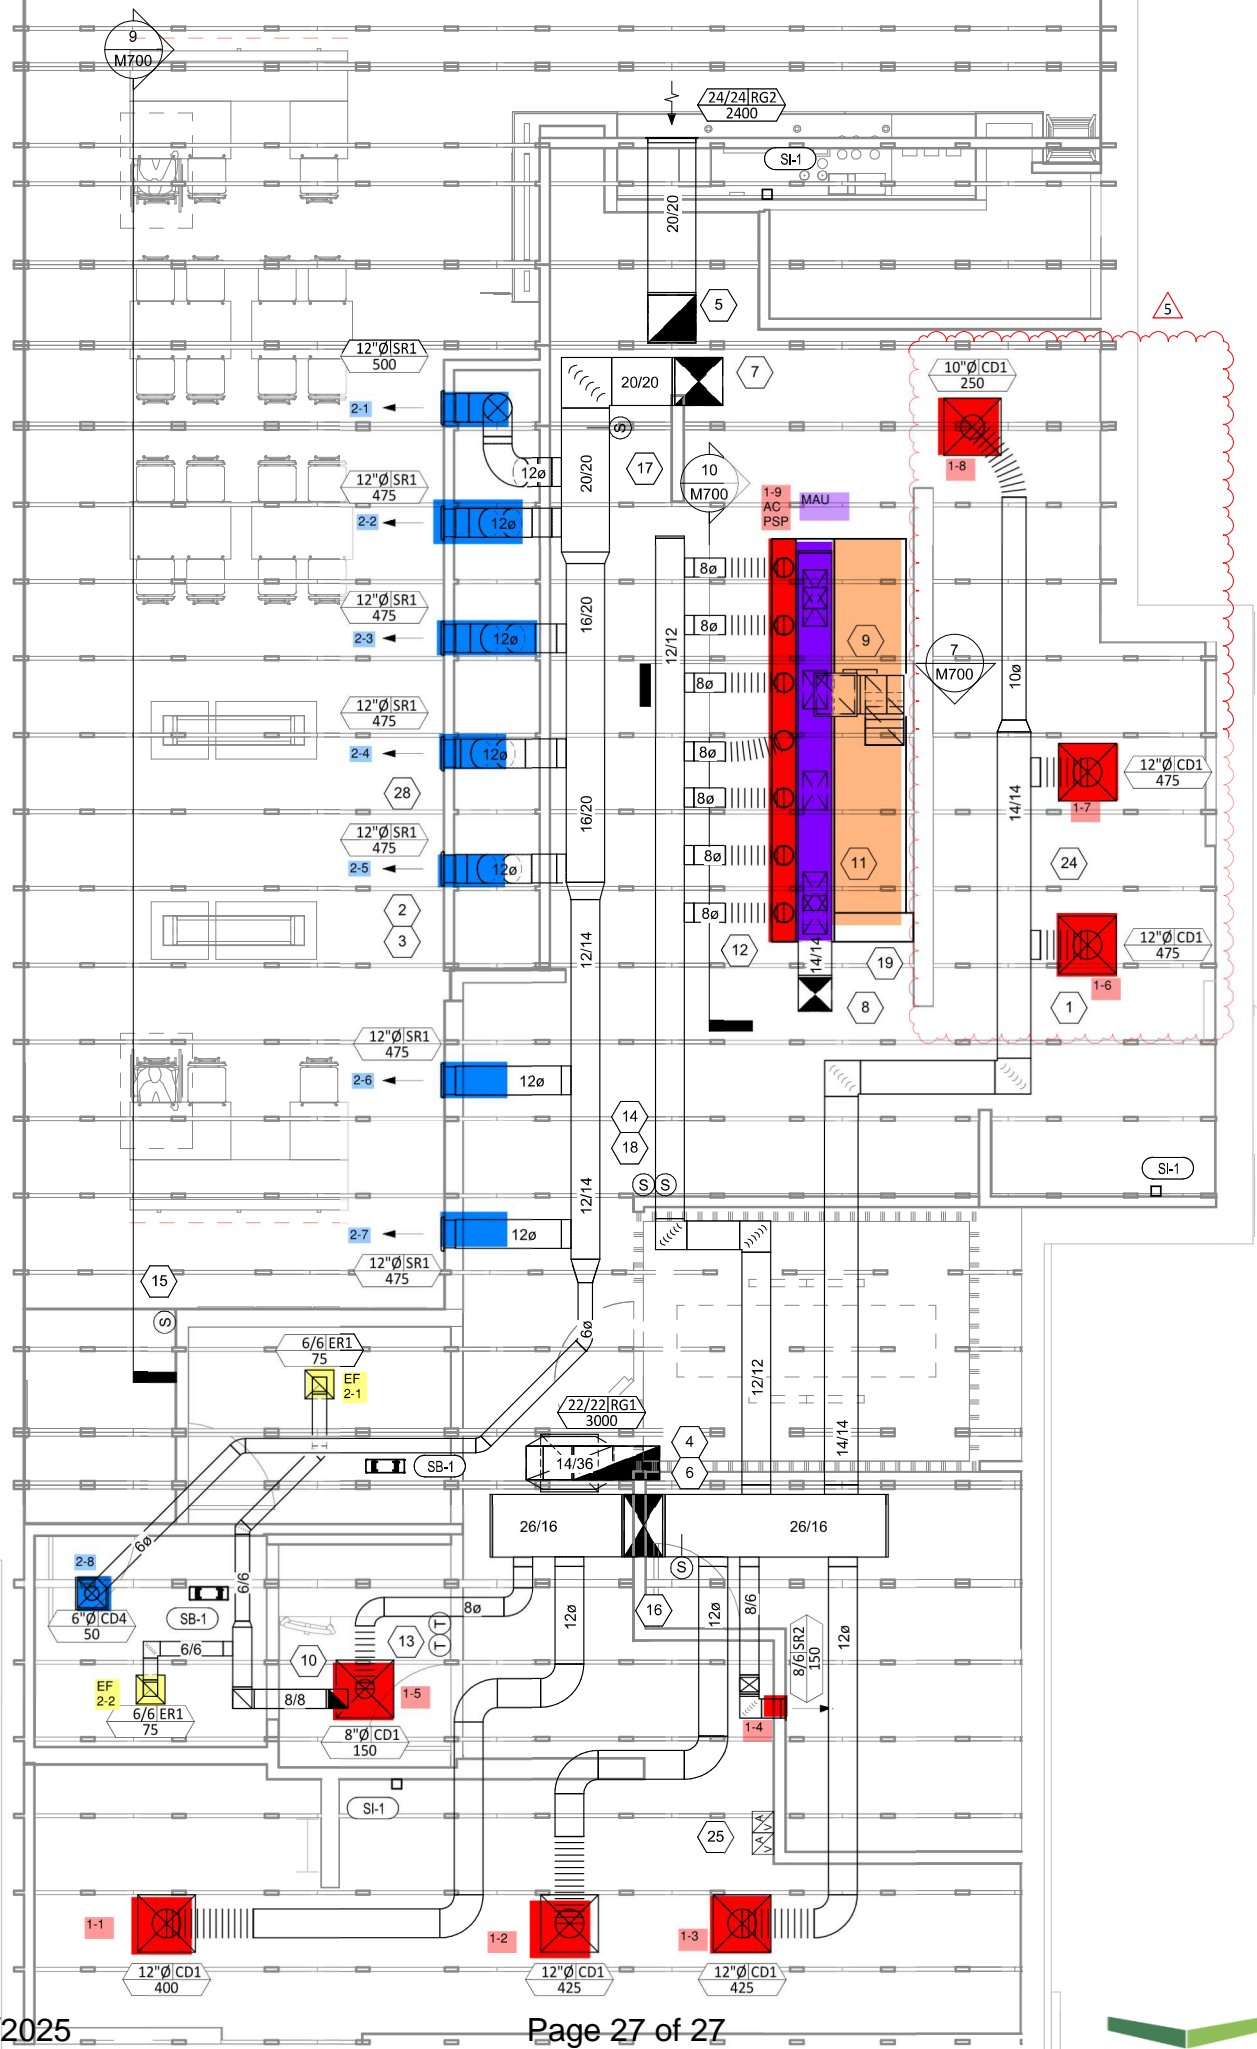 9
M700
24/24 RG2
2400
SI-1
20/20
5
5
12"Ø SR1
500
20/20
7
10"Ø CD1
250
2-1
S
12ø
20/20
17
10
M700
1-8
12"Ø SR1
475
1-9
AC
PSP
MAU
2-2
12ø
8ø
12"Ø SR1
475
16/20
8ø
2-3
12ø
12/12
9
7
M700
8ø
10ø
12"Ø SR1
475
2-4
12ø
8ø
12"Ø CD1
475
28
16/20
8ø
14/14
1-7
12"Ø SR1
475
2-5
12ø
8ø
11
24
2
8ø
3
12/14
12
14/14
19
12"Ø CD1
475
1-6
8
1
12"Ø SR1
475
2-6
12ø
14
18
SI-1
S
S
12/14
2-7
12ø
12"Ø SR1
475
15
S
6ø
6/6 ER1
75
EF
2-1
12/12
22/22 RG1
3000
4
14/14
SB-1
14/36
6
26/16
26/16
6ø
2-8
S
6"Ø CD4
50
SB-1
6/6
8ø
12ø
16
12ø
8/6
12ø
13
T
T
6/6
10
8/6 SR2
150
EF
2-2
8/8
1-5
6/6 ER1
75
8"Ø CD1
150
1-4
SI-1
25
A
V
A
V
1-1
1-2
1-3
12"Ø CD1
400
12"Ø CD1
425
12"Ø CD1
425
2025
Page 27 of 27